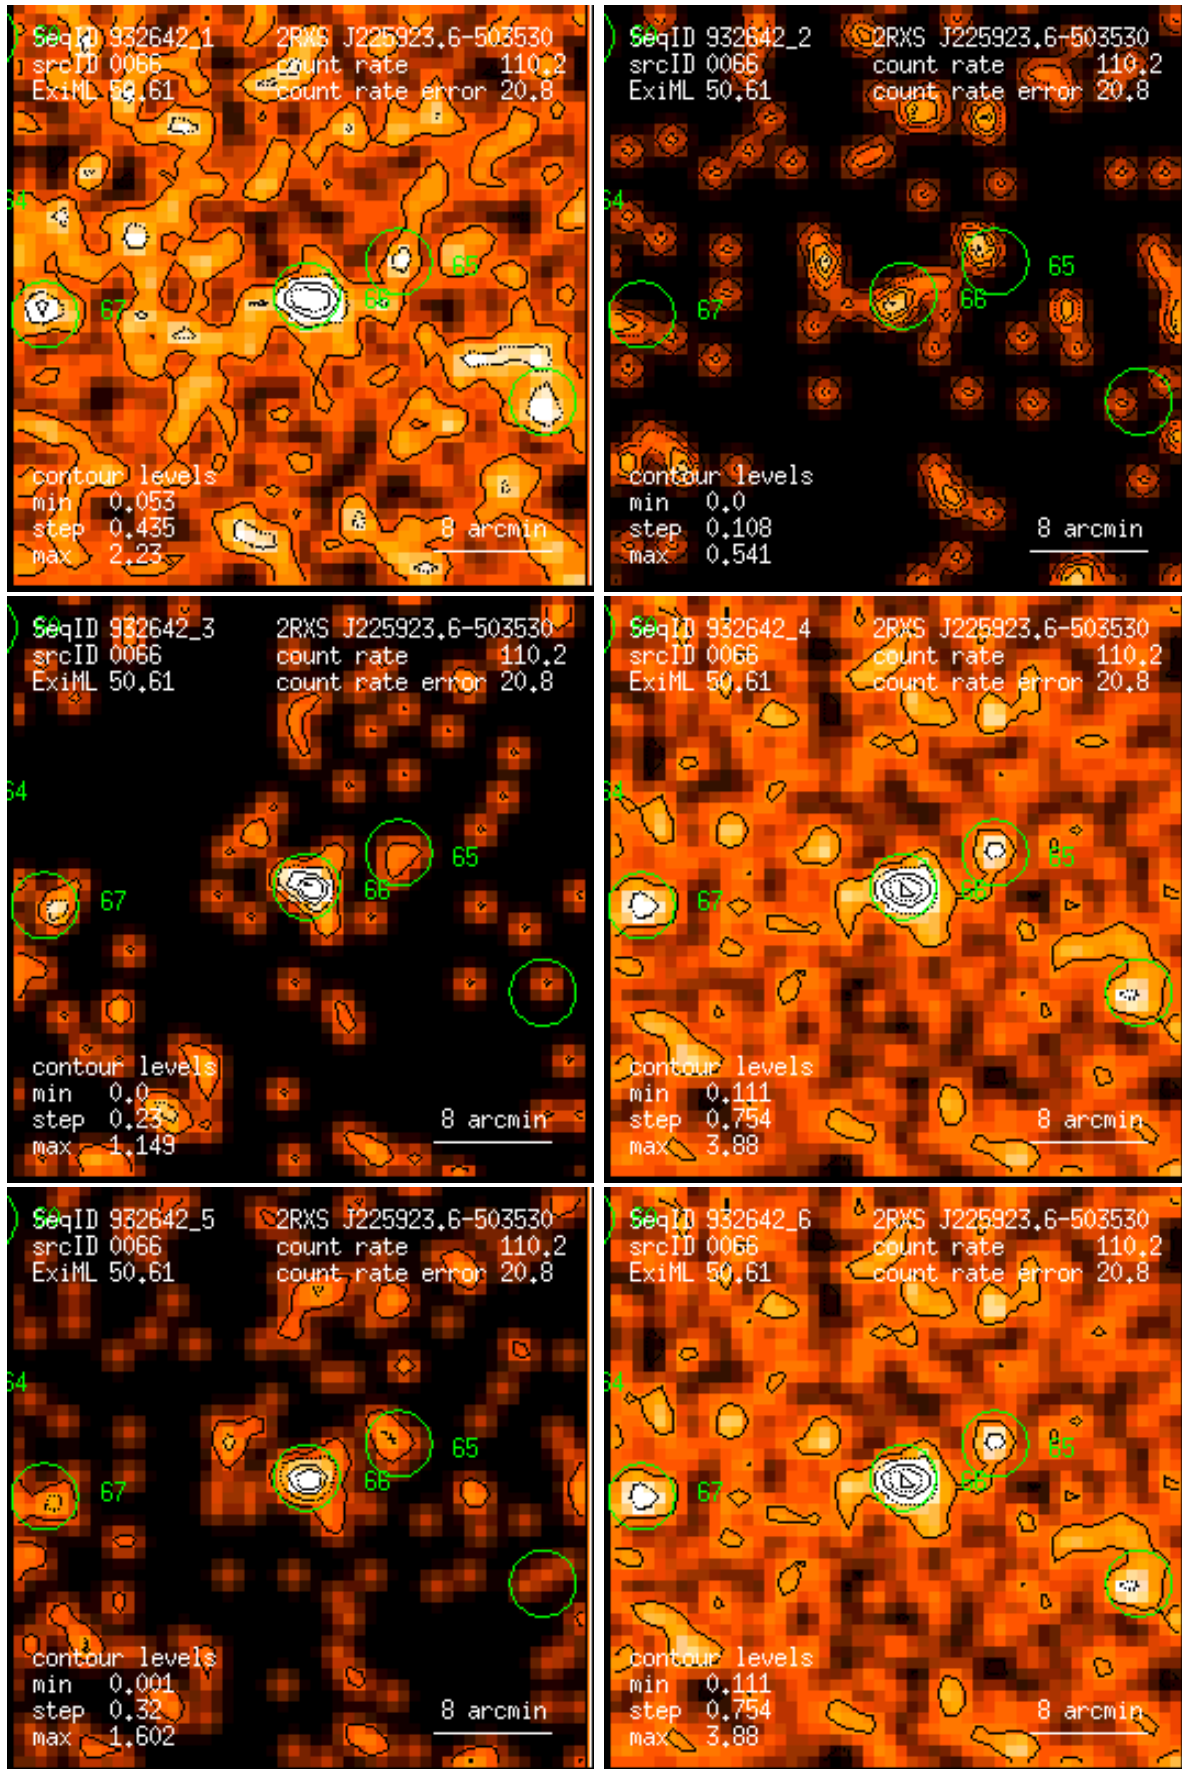 SeqID 932642_1 2RXS J225923.6-503530
srcID 0066 count rate 110.2
ExiML 50.61 count rate error 20.8
64
65
66
67
contour levels
min 0.053
step 0.435 8 arcmin
max 2.23
SeqID 932642_2 2RXS J225923.6-503530
srcID 0066 count rate 110.2
ExiML 50.61 count rate error 20.8
64
65
66
67
contour levels
min 0.0
step 0.108 8 arcmin
max 0.541
SeqID 932642_3 2RXS J225923.6-503530
srcID 0066 count rate 110.2
ExiML 50.61 count rate error 20.8
64
65
66
67
contour levels
min 0.0
step 0.23 8 arcmin
max 1.149
SeqID 932642_4 2RXS J225923.6-503530
srcID 0066 count rate 110.2
ExiML 50.61 count rate error 20.8
64
65
66
67
contour levels
min 0.111
step 0.754 8 arcmin
max 3.88
SeqID 932642_5 2RXS J225923.6-503530
srcID 0066 count rate 110.2
ExiML 50.61 count rate error 20.8
64
65
66
67
contour levels
min 0.001
step 0.32 8 arcmin
max 1.602
SeqID 932642_6 2RXS J225923.6-503530
srcID 0066 count rate 110.2
ExiML 50.61 count rate error 20.8
64
65
66
67
contour levels
min 0.111
step 0.754 8 arcmin
max 3.88